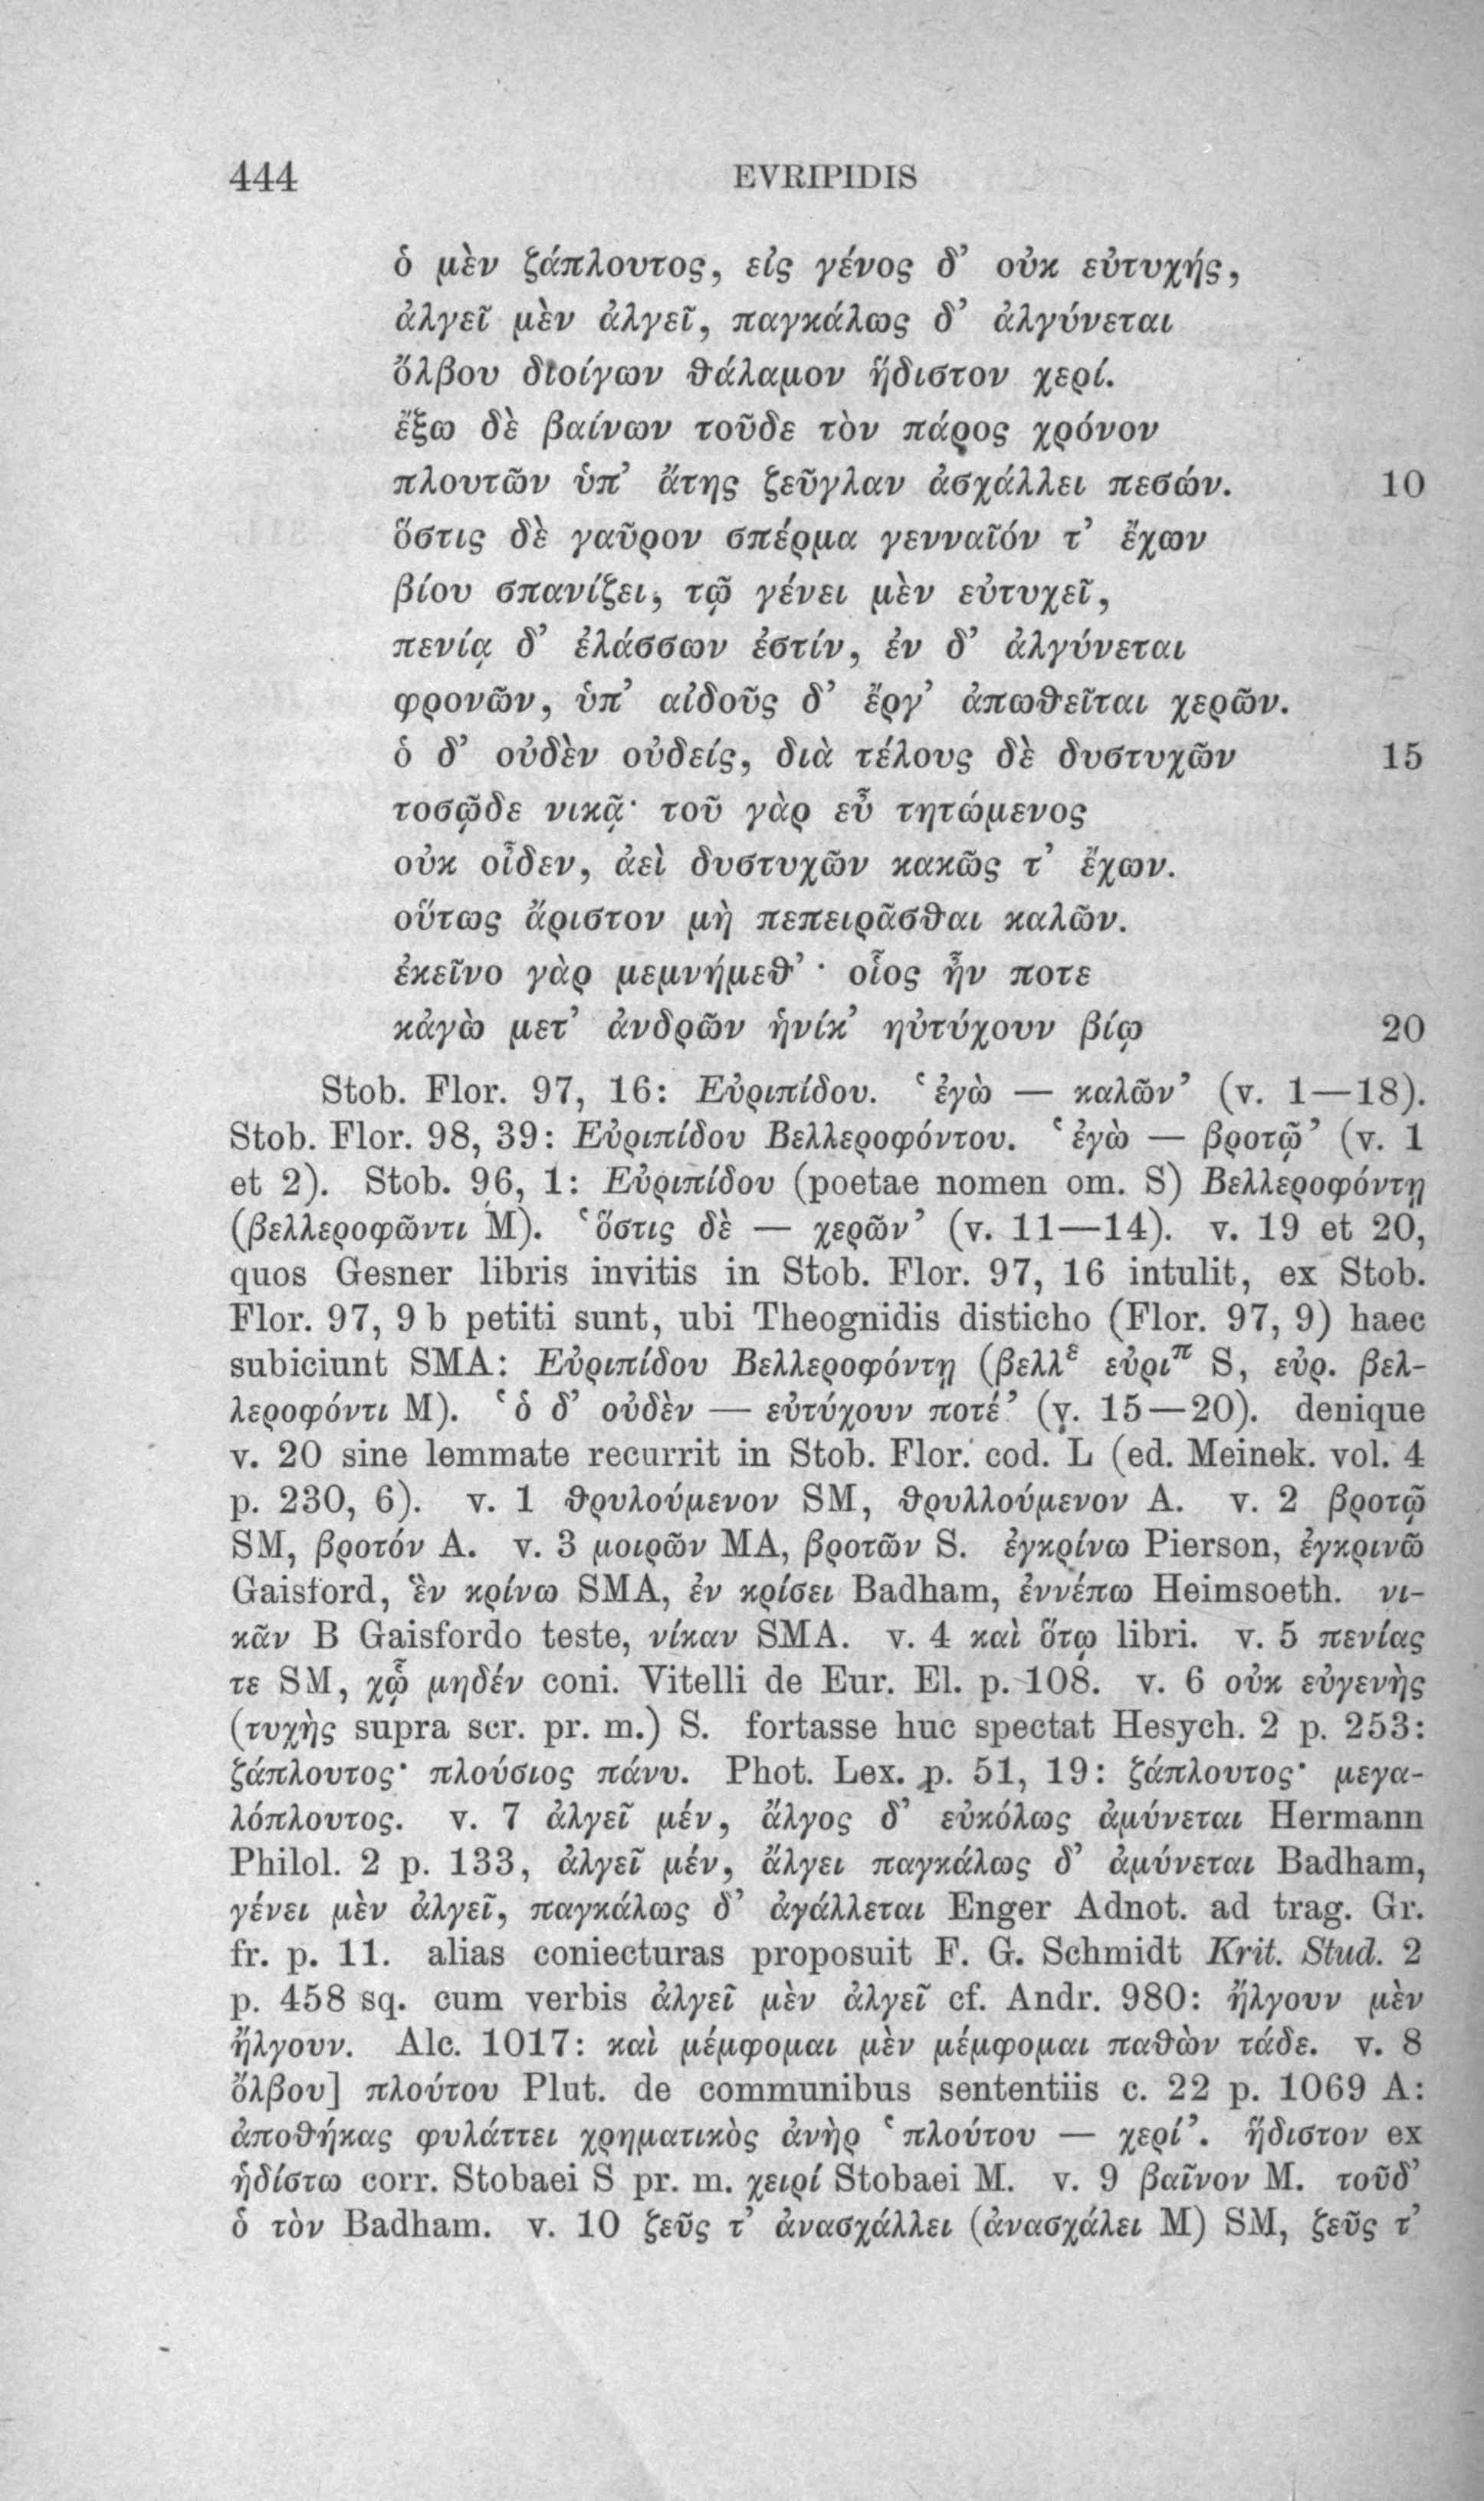 444 EVRIPIDIS
ὁ μὲν ζάπλουτος, εἰς γένος δ’ οὐκ εὐτυχής,
ἀλγεῖ μὲν ἀλγεῖ, παγκάλως δ’ ἀλγύνεται
ὄλβου διοίγων θάλαμον ἥδιστον χερί.
ἔξω δὲ βαίνων τοῦδε τὸν πάρος χρόνον
πλουτῶν ὑπ’ ἄτης ζεῦγλαν ἀσχάλλει πεσών. 10
ὅστις δὲ γαῦρον σπέρμα γενναῖόν τ’ ἔχων
βίου σπανίζει, τῷ γένει μὲν εὐτυχεῖ,
πενίᾳ δ’ ἐλάσσων ἐστίν, ἐν δ’ ἀλγύνεται
φρονῶν, ὑπ’ αἰδοῦς δ’ ἔργ’ ἀπωθεῖται χερῶν.
ὁ δ’ οὐδὲν οὐδείς, διὰ τέλους δὲ δυστυχῶν 15
τοσῷδε νικᾷ· τοῦ γὰρ εὖ τητώμενος
οὐκ οἶδεν, ἀεὶ δυστυχῶν κακῶς τ’ ἔχων.
οὕτως ἄριστον μὴ πεπειρᾶσθαι καλῶν.
ἐκεῖνο γὰρ μεμνήμεθ’· οἷος ἦν ποτε
κἀγὼ μετ’ ἀνδρῶν ἡνίκ’ ηὐτύχουν βίῳ 20
Stob. Flor. 97, 16: Εὐριπίδου. ‘ἐγὼ — καλῶν’ (v. 1—18).
Stob. Flor. 98, 39: Εὐριπίδου Βελλεροφόντου. ‘ἐγὼ — βροτῷ’ (v. 1
et 2). Stob. 96, 1: Εὐριπίδου (poetae nomen om. S) Βελλεροφόντῃ
(βελλεροφῶντι M). ‘ὅστις δὲ — χερῶν’ (v. 11—14). v. 19 et 20,
quos Gesner libris invitis in Stob. Flor. 97, 16 intulit, ex Stob.
Flor. 97, 9 b petiti sunt, ubi Theognidis disticho (Flor. 97, 9) haec
subiciunt SMA: Εὐριπίδου Βελλεροφόντῃ (βελλᵋ εὐριᵖ S, εὐρ. βελ-
λεροφόντι M). ‘ὁ δ’ οὐδὲν — εὐτύχουν ποτέ’ (v. 15—20). denique
v. 20 sine lemmate recurrit in Stob. Flor. cod. L (ed. Meinek. vol. 4
p. 230, 6). v. 1 θρυλούμενον SM, θρυλλούμενον A. v. 2 βροτῷ
SM, βροτόν A. v. 3 μοιρῶν MA, βροτῶν S. ἐγκρίνω Pierson, ἐγκρινῶ
Gaisford, ἓν κρίνω SMA, ἐν κρίσει Badham, ἐννέπω Heimsoeth. νι-
κᾶν B Gaisfordo teste, νίκαν SMA. v. 4 καὶ ὅτῳ libri. v. 5 πενίας
τε SM, χᾧ μηδέν coni. Vitelli de Eur. El. p. 108. v. 6 οὐκ εὐγενὴς
(τυχὴς supra scr. pr. m.) S. fortasse huc spectat Hesych. 2 p. 253:
ζάπλουτος· πλούσιος πάνυ. Phot. Lex. p. 51, 19: ζάπλουτος· μεγα-
λόπλουτος. v. 7 ἀλγεῖ μέν, ἄλγος δ’ εὐκόλως ἀμύνεται Hermann
Philol. 2 p. 133, ἀλγεῖ μέν, ἄλγει παγκάλως δ’ ἀμύνεται Badham,
γένει μὲν ἀλγεῖ, παγκάλως δ’ ἀγάλλεται Enger Adnot. ad trag. Gr.
fr. p. 11. alias coniecturas proposuit F. G. Schmidt Krit. Stud. 2
p. 458 sq. cum verbis ἀλγεῖ μὲν ἀλγεῖ cf. Andr. 980: ἤλγουν μὲν
ἤλγουν. Alc. 1017: καὶ μέμφομαι μὲν μέμφομαι παθὼν τάδε. v. 8
ὄλβου] πλούτου Plut. de communibus sententiis c. 22 p. 1069 A:
ἀποθήκας φυλάττει χρηματικὸς ἀνὴρ ‘πλούτου — χερί’. ἥδιστον ex
ἡδίστω corr. Stobaei S pr. m. χειρί Stobaei M. v. 9 βαῖνον M. τοῦδ’
ὁ τὸν Badham. v. 10 ζεῦς τ’ ἀνασχάλλει (ἀνασχάλει M) SM, ζεῦς τ’